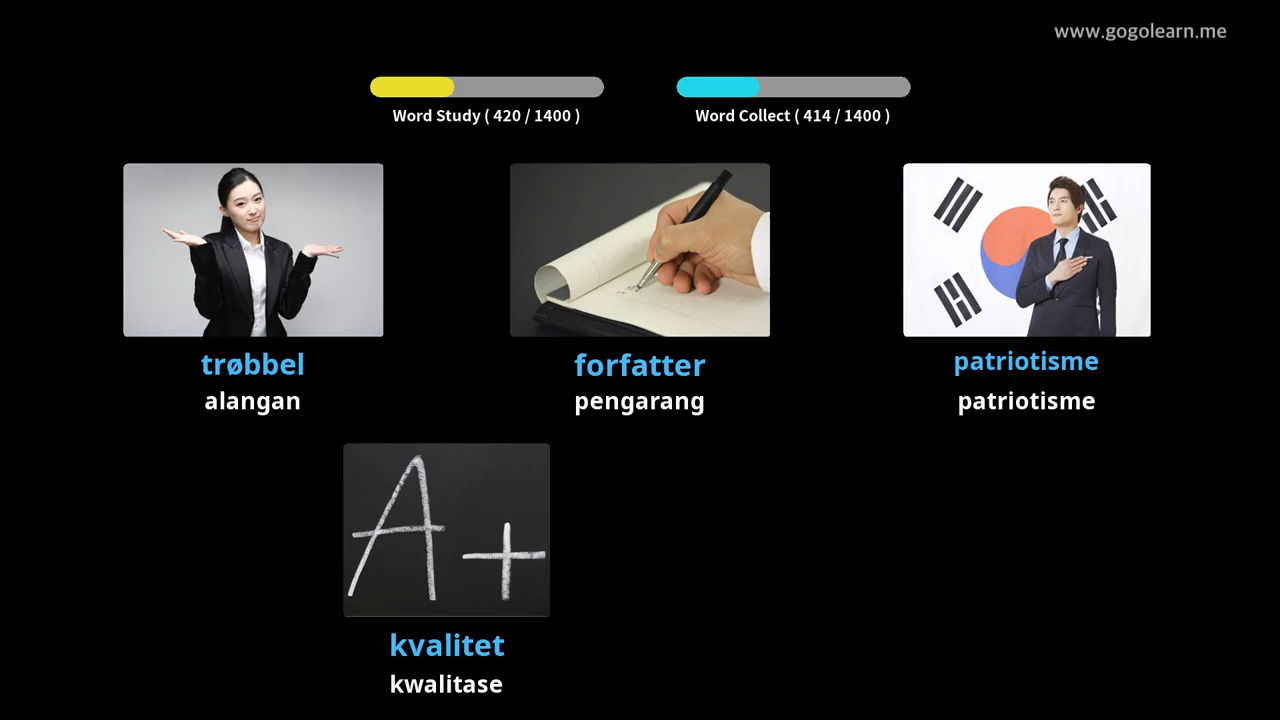 www.gogolearn.me
Word Study ( 420 / 1400 )
Word Collect ( 414 / 1400 )
trøbbel
alangan
forfatter
pengarang
patriotisme
patriotisme
A+
kvalitet
kwalitase